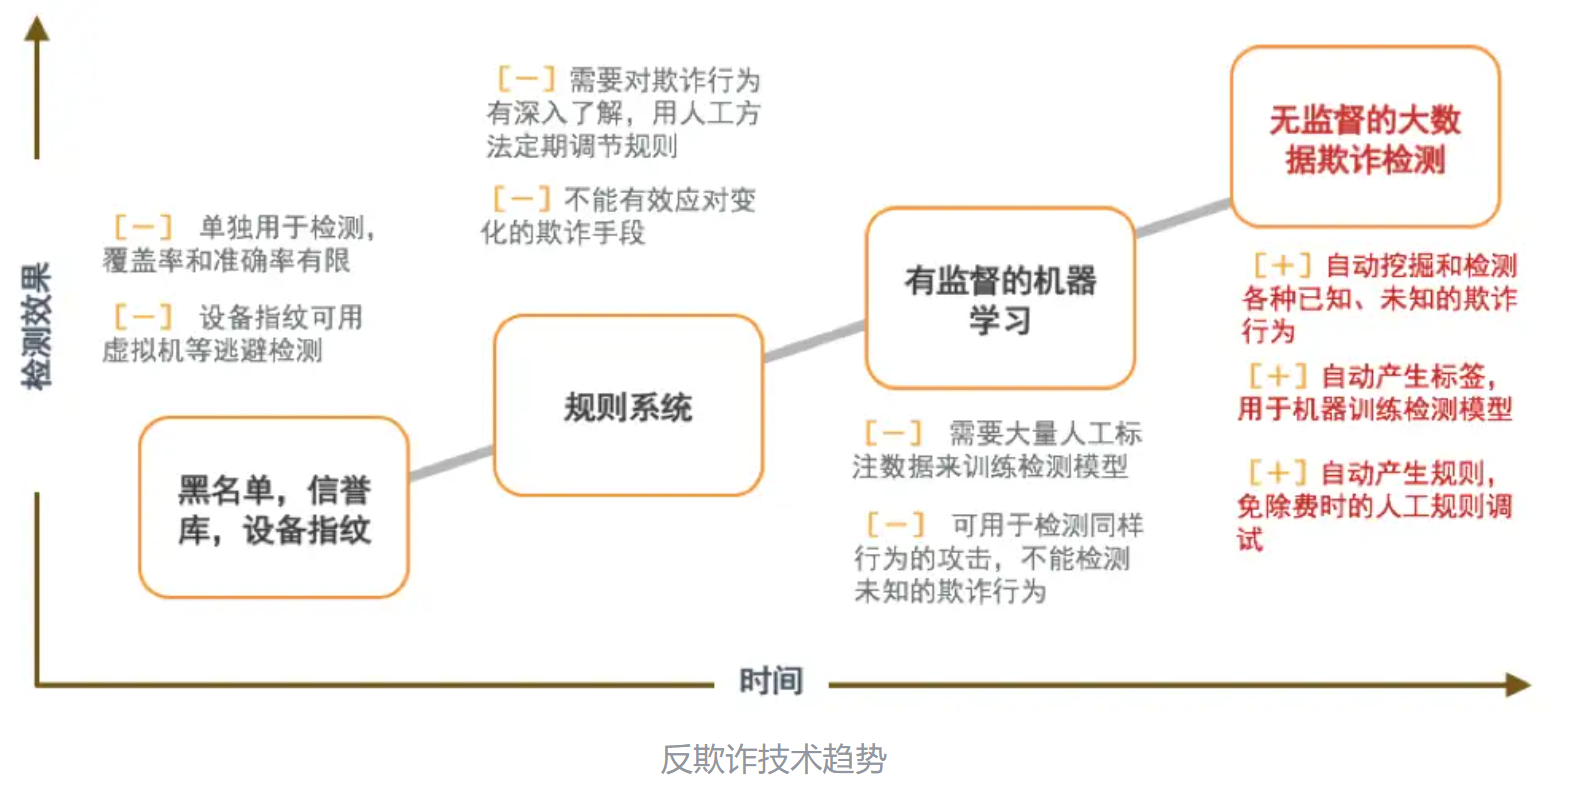 检测效果
［－］ 单独用于检测，
覆盖率和准确率有限
［－］ 设备指纹可用
虚拟机等逃避检测
黑名单，信誉
库，设备指纹
［－］需要对欺诈行为
有深入了解，用人工方
法定期调节规则
［－］不能有效应对变
化的欺诈手段
规则系统
有监督的机器
学习
［－］ 需要大量人工标
注数据来训练检测模型
［－］ 可用于检测同样
行为的攻击，不能检测
未知的欺诈行为
无监督的大数
据欺诈检测
［＋］自动挖掘和检测
各种已知、未知的欺诈
行为
［＋］自动产生标签，
用于机器训练检测模型
［＋］自动产生规则，
免除费时的人工规则调
试
时间
反欺诈技术趋势